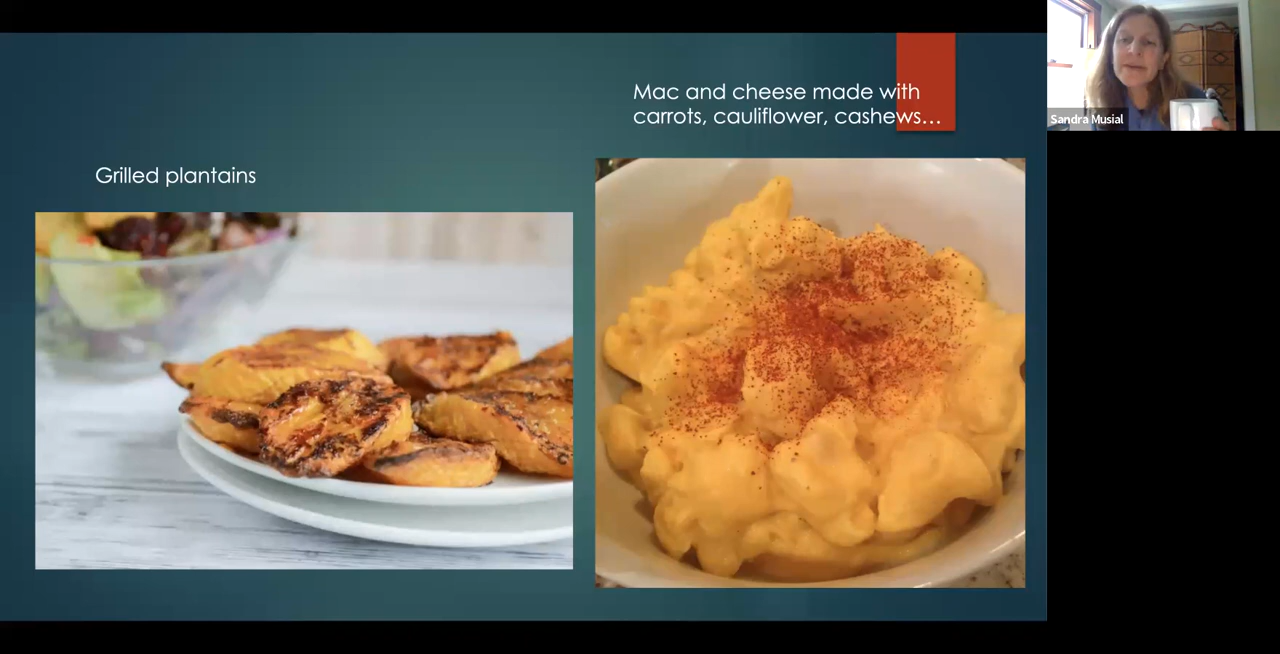 Mac and cheese made with
carrots, cauliflower, cashews…
Grilled plantains
Sandra Musial